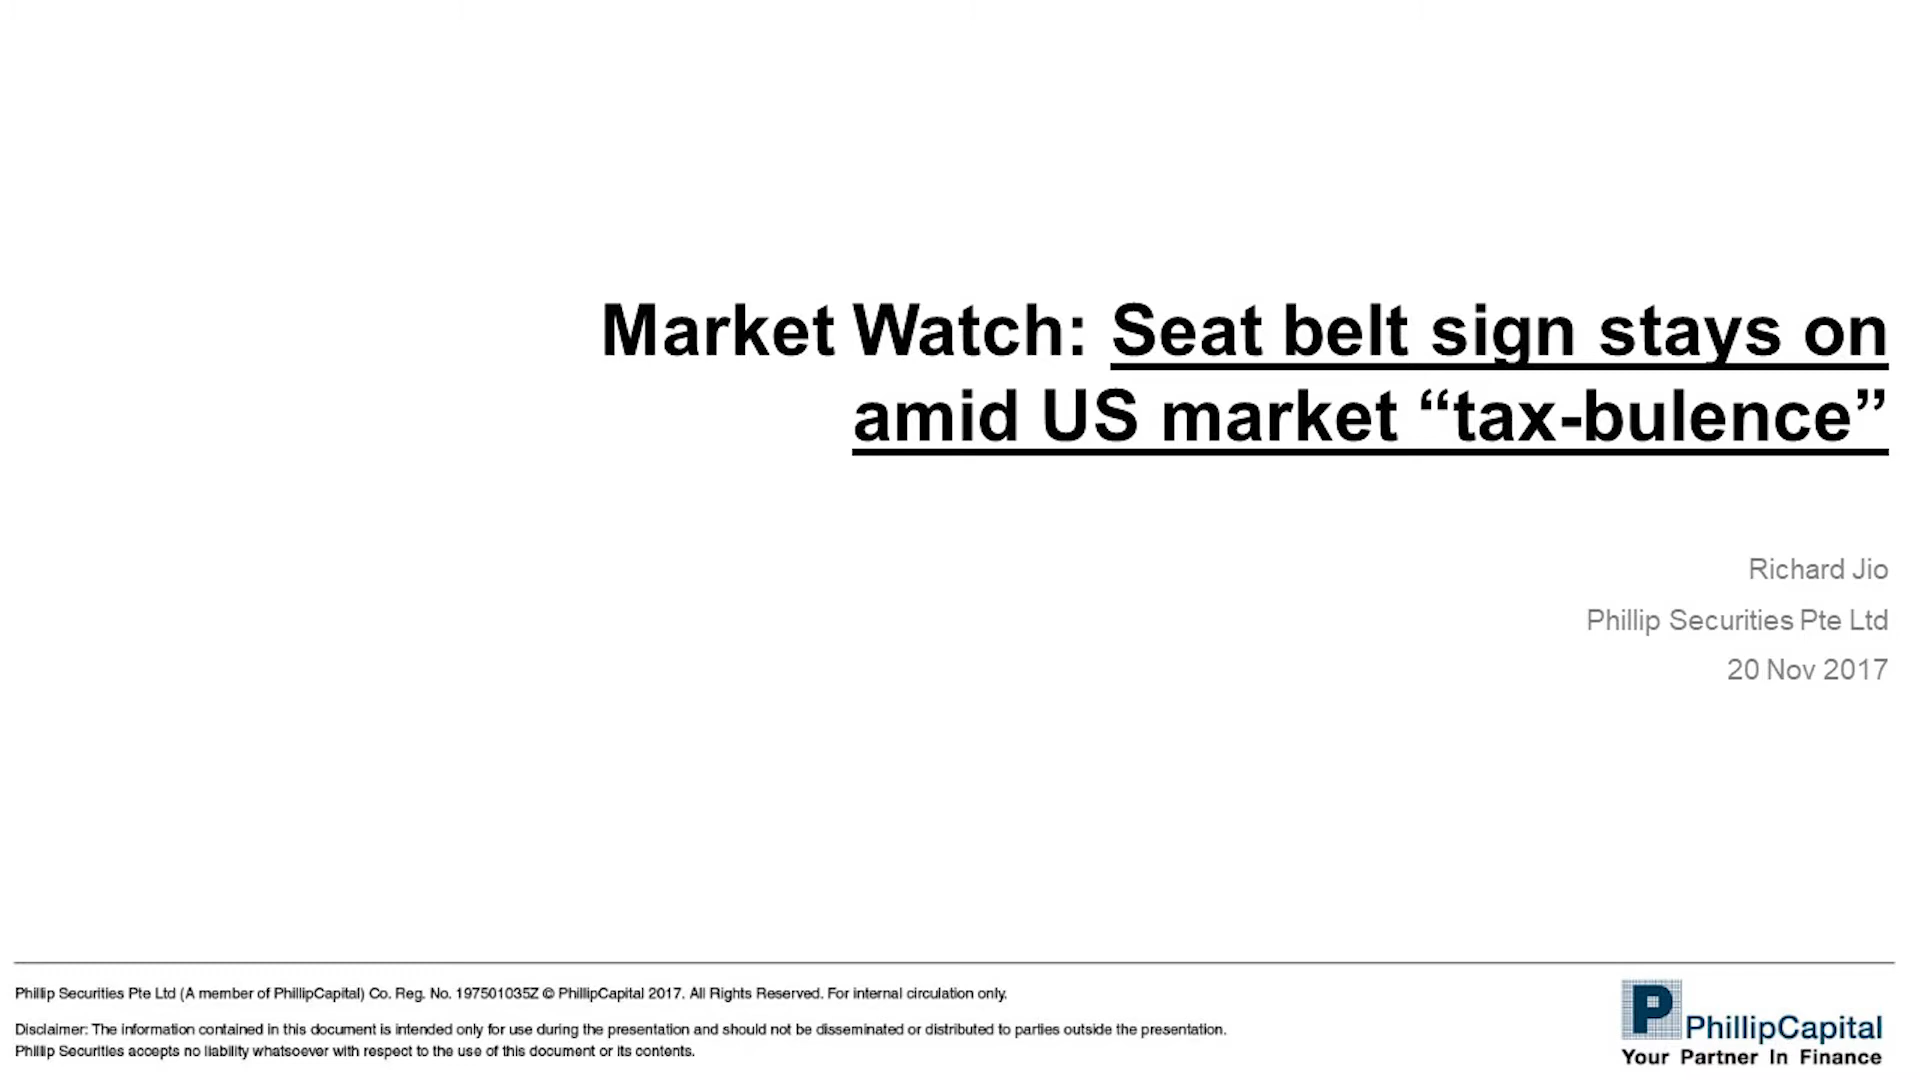 Market Watch: Seat belt sign stays on
amid US market “tax-bulence”
Richard Jio
Phillip Securities Pte Ltd
20 Nov 2017
Phillip Securities Pte Ltd (A member of PhillipCapital) Co. Reg. No. 197501035Z © PhillipCapital 2017. All Rights Reserved. For internal circulation only.
Disclaimer: The information contained in this document is intended only for use during the presentation and should not be disseminated or distributed to parties outside the presentation.
Phillip Securities accepts no liability whatsoever with respect to the use of this document or its contents.
P PhillipCapital
Your Partner In Finance